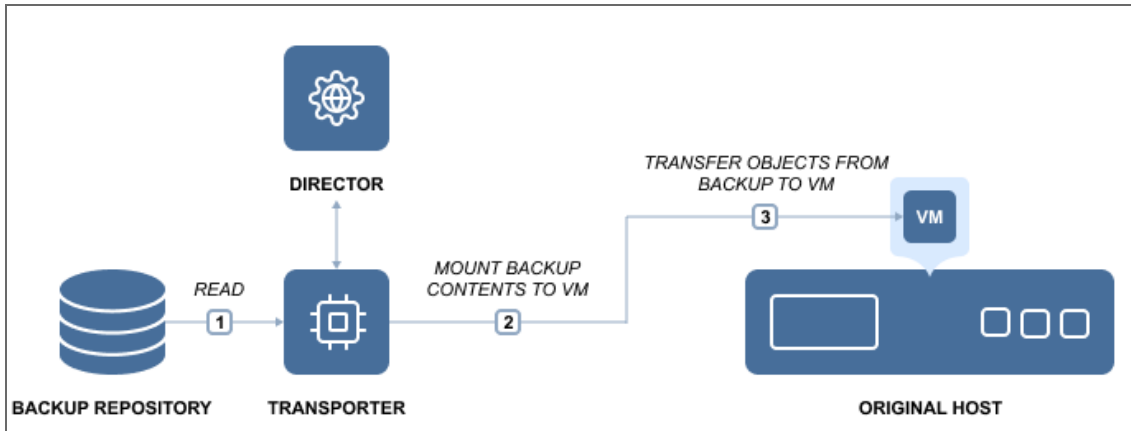 DIRECTOR
TRANSFER OBJECTS FROM
BACKUP TO VM
3
VM
READ
1
MOUNT BACKUP
CONTENTS TO VM
2
BACKUP REPOSITORY
TRANSPORTER
ORIGINAL HOST